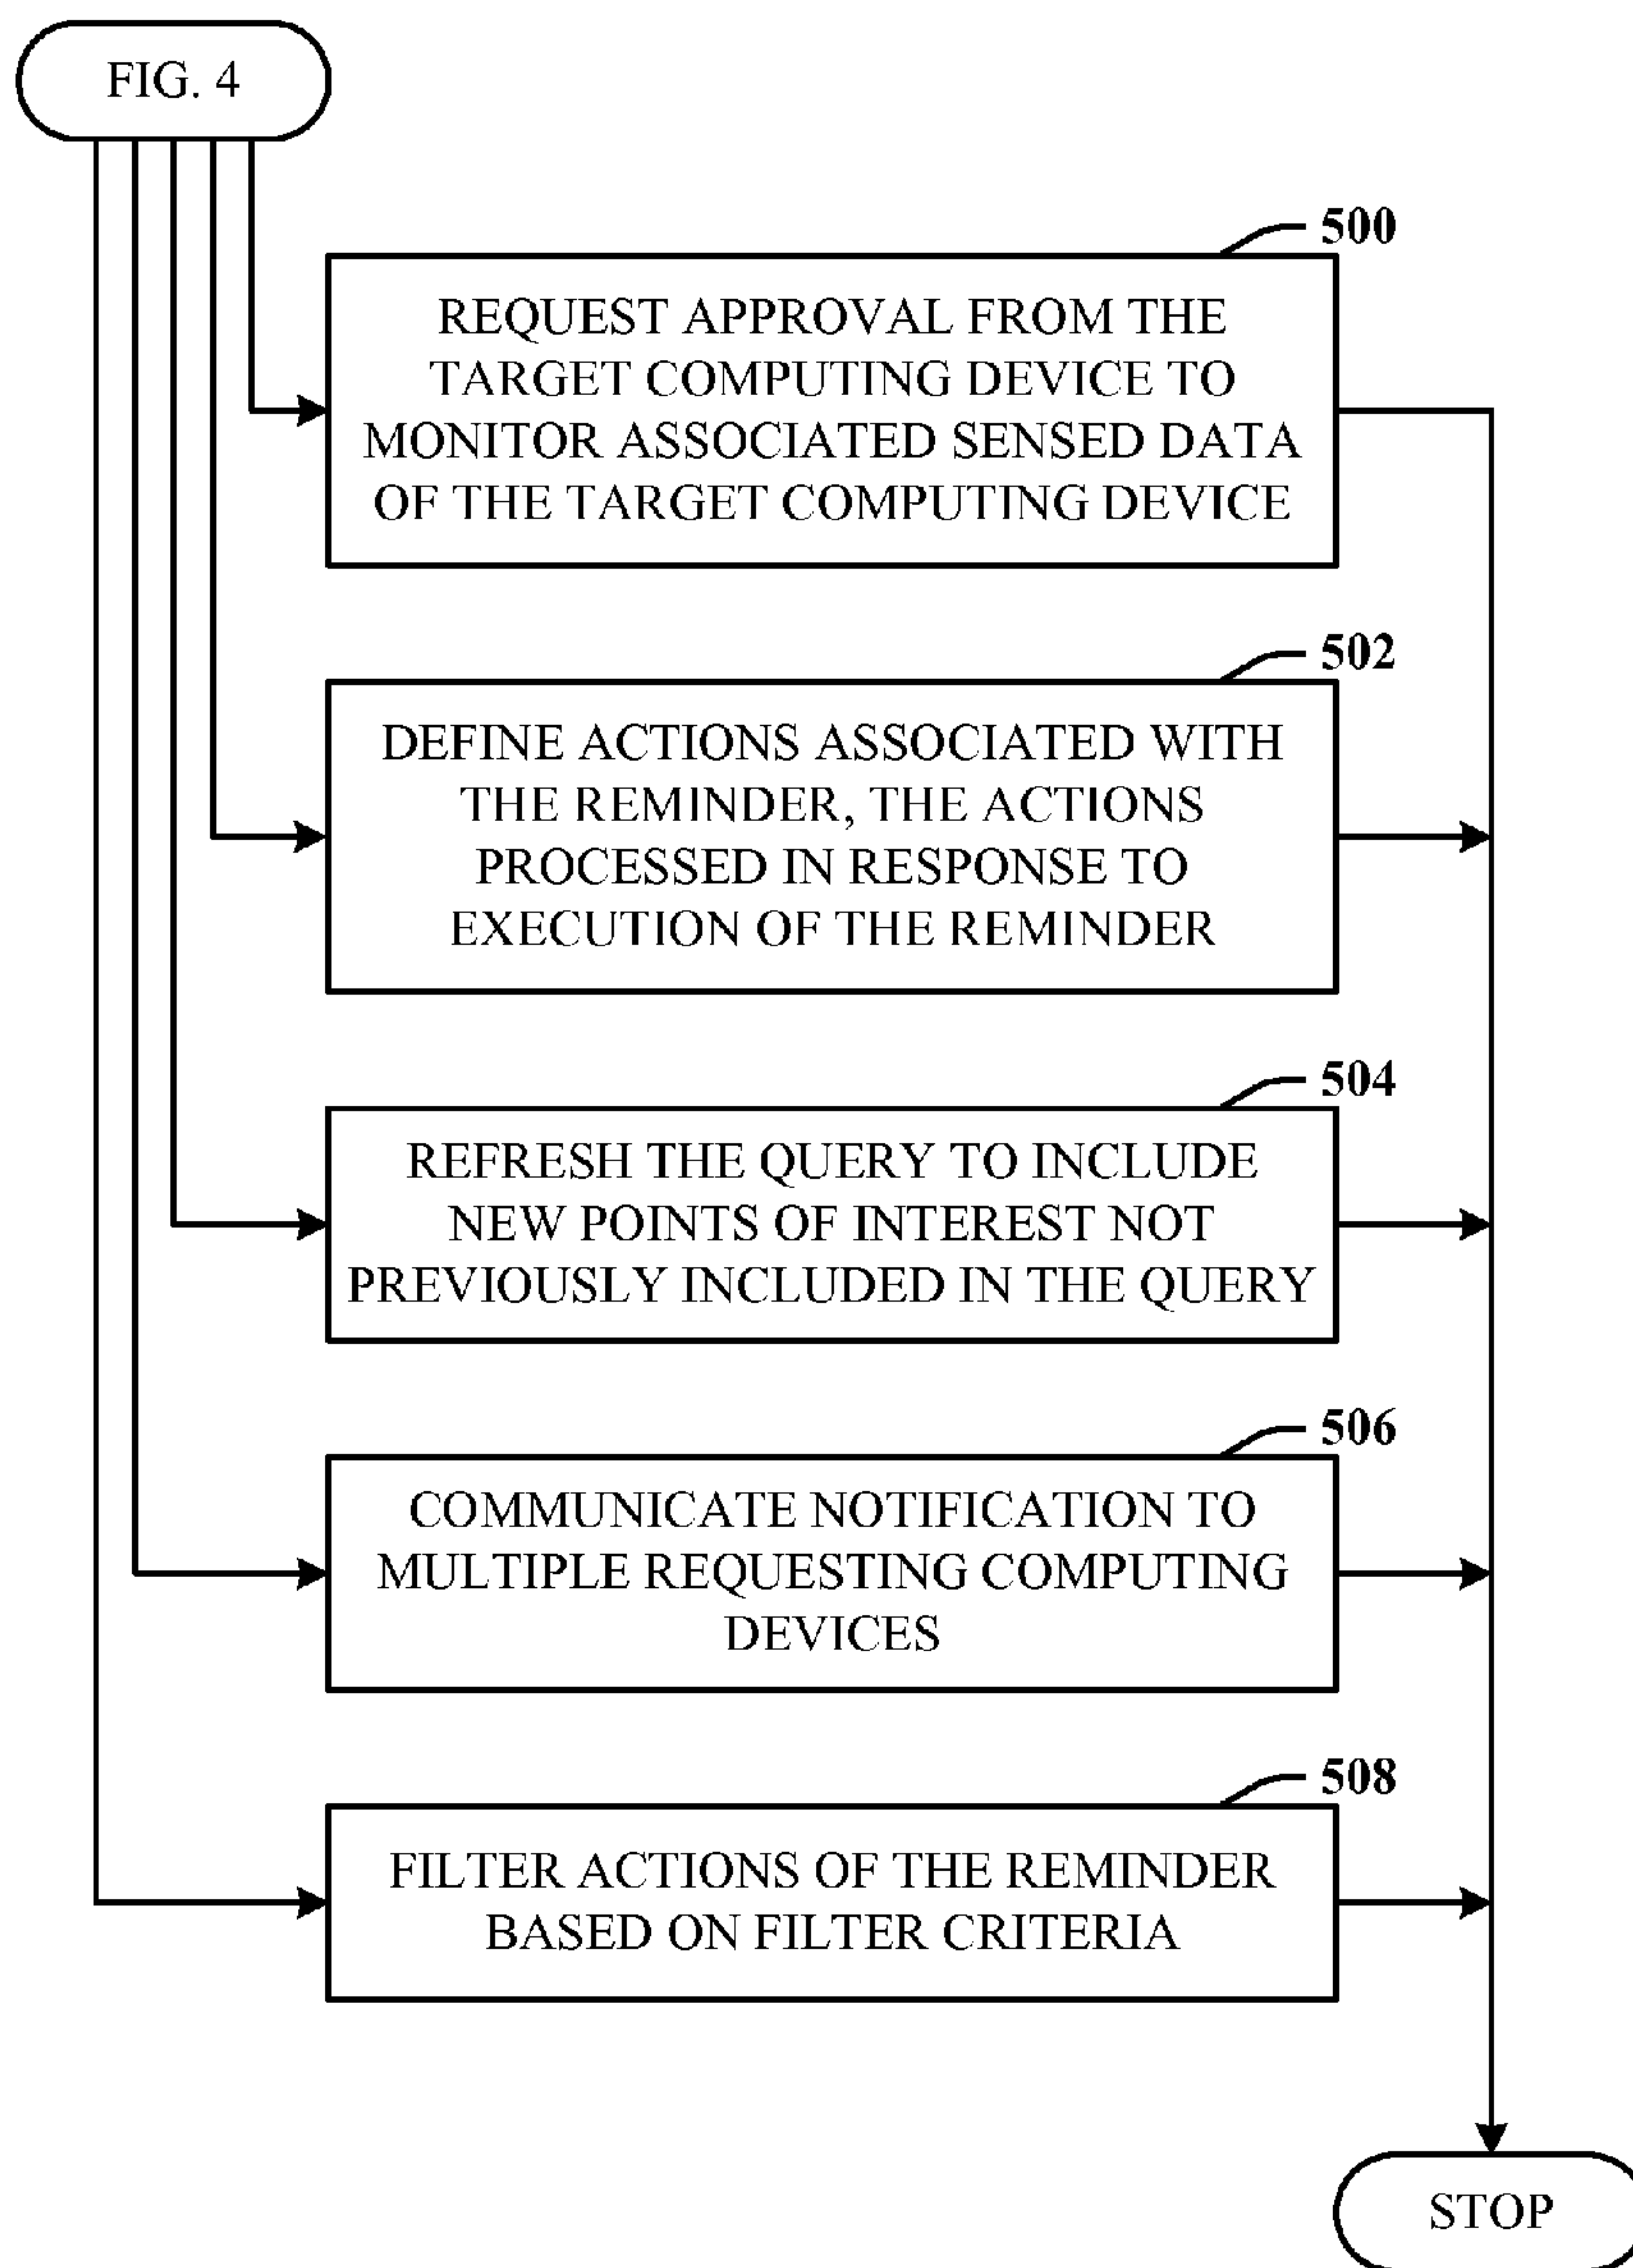 FIG. 4
500
REQUEST APPROVAL FROM THE
TARGET COMPUTING DEVICE TO
MONITOR ASSOCIATED SENSED DATA
OF THE TARGET COMPUTING DEVICE
502
DEFINE ACTIONS ASSOCIATED WITH
THE REMINDER, THE ACTIONS
PROCESSED IN RESPONSE TO
EXECUTION OF THE REMINDER
504
REFRESH THE QUERY TO INCLUDE
NEW POINTS OF INTEREST NOT
PREVIOUSLY INCLUDED IN THE QUERY
506
COMMUNICATE NOTIFICATION TO
MULTIPLE REQUESTING COMPUTING
DEVICES
508
FILTER ACTIONS OF THE REMINDER
BASED ON FILTER CRITERIA
STOP